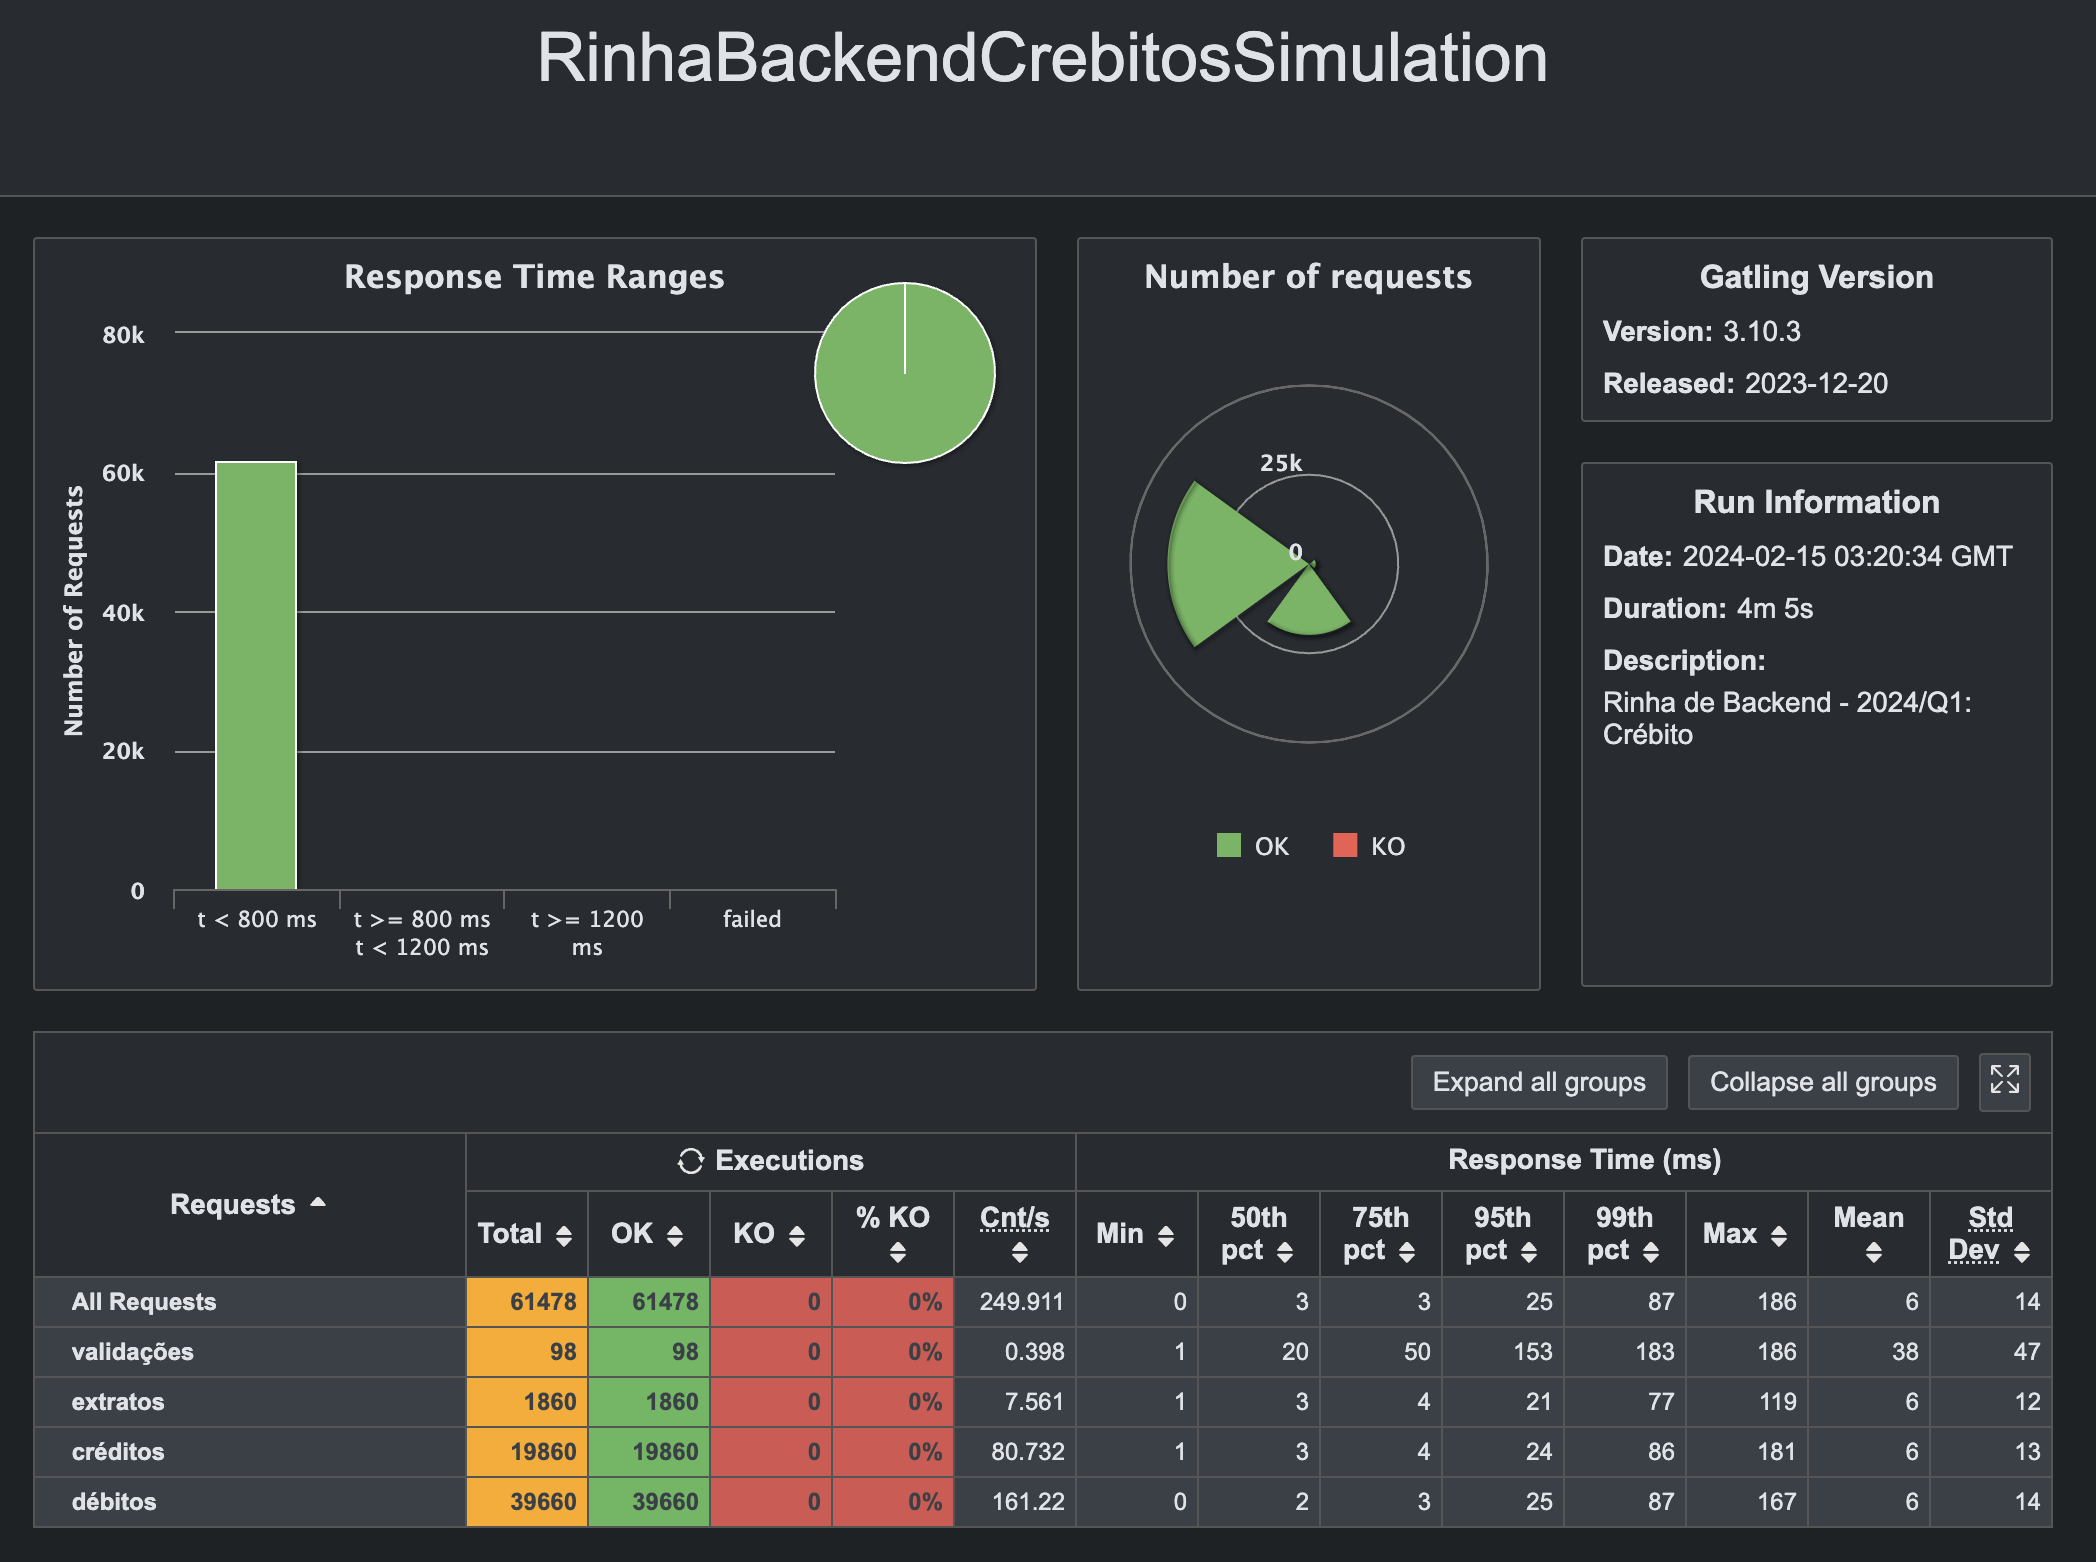 RinhaBackendCrebitosSimulation
Response Time Ranges
80k
60k
40k
20k
0
Number of Requests
t < 800 ms
t >= 800 ms
t < 1200 ms
t >= 1200
ms
failed
Number of requests
25k
0
OK KO
Gatling Version
Version: 3.10.3
Released: 2023-12-20
Run Information
Date: 2024-02-15 03:20:34 GMT
Duration: 4m 5s
Description:
Rinha de Backend - 2024/Q1:
Crébito
Expand all groups Collapse all groups
Requests Executions Response Time (ms)
Total OK KO % KO Cnt/s Min 50th pct 75th pct 95th pct 99th pct Max Mean Std Dev
All Requests 61478 61478 0 0% 249.911 0 3 3 25 87 186 6 14
validações 98 98 0 0% 0.398 1 20 50 153 183 186 38 47
extratos 1860 1860 0 0% 7.561 1 3 4 21 77 119 6 12
créditos 19860 19860 0 0% 80.732 1 3 4 24 86 181 6 13
débitos 39660 39660 0 0% 161.22 0 2 3 25 87 167 6 14